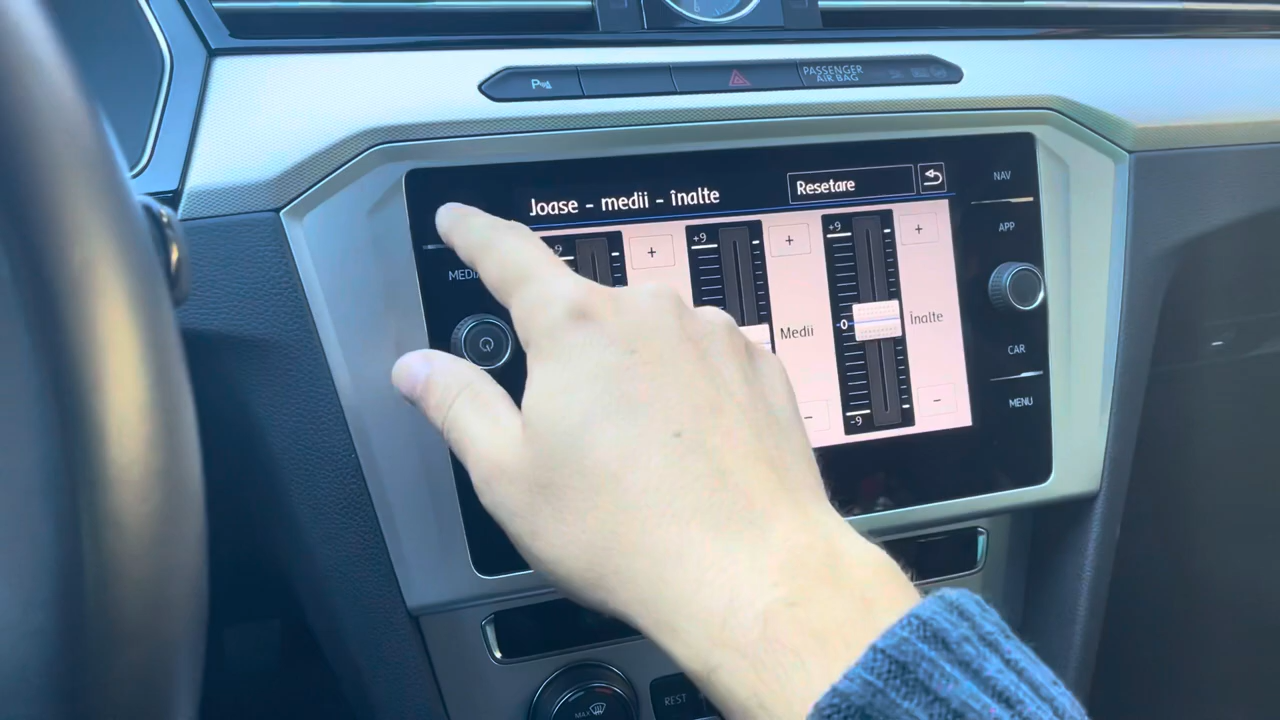 PASSENGER
AIR BAG
P
Joase - medii - înalte
Resetare
NAV
APP
+9
+
+9
+
+9
+
Medii
0
Înalte
-
-
-9
CAR
MENU
REST
MAX